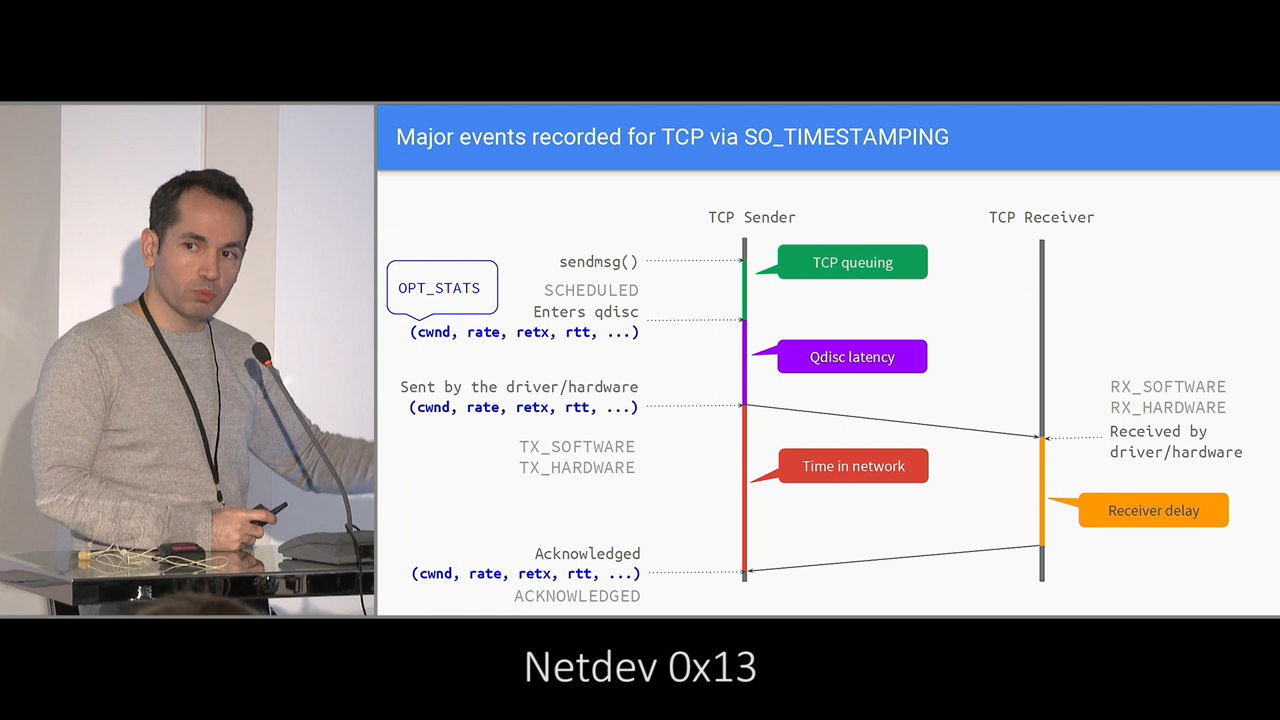 Major events recorded for TCP via SO_TIMESTAMPING
TCP Sender
TCP Receiver
sendmsg()
TCP queuing
OPT_STATS
SCHEDULED
Enters qdisc
(cwnd, rate, retx, rtt, ...)
Qdisc latency
Sent by the driver/hardware
(cwnd, rate, retx, rtt, ...)
RX_SOFTWARE
RX_HARDWARE
Received by
driver/hardware
TX_SOFTWARE
TX_HARDWARE
Time in network
Receiver delay
Acknowledged
(cwnd, rate, retx, rtt, ...)
ACKNOWLEDGED
Netdev 0x13